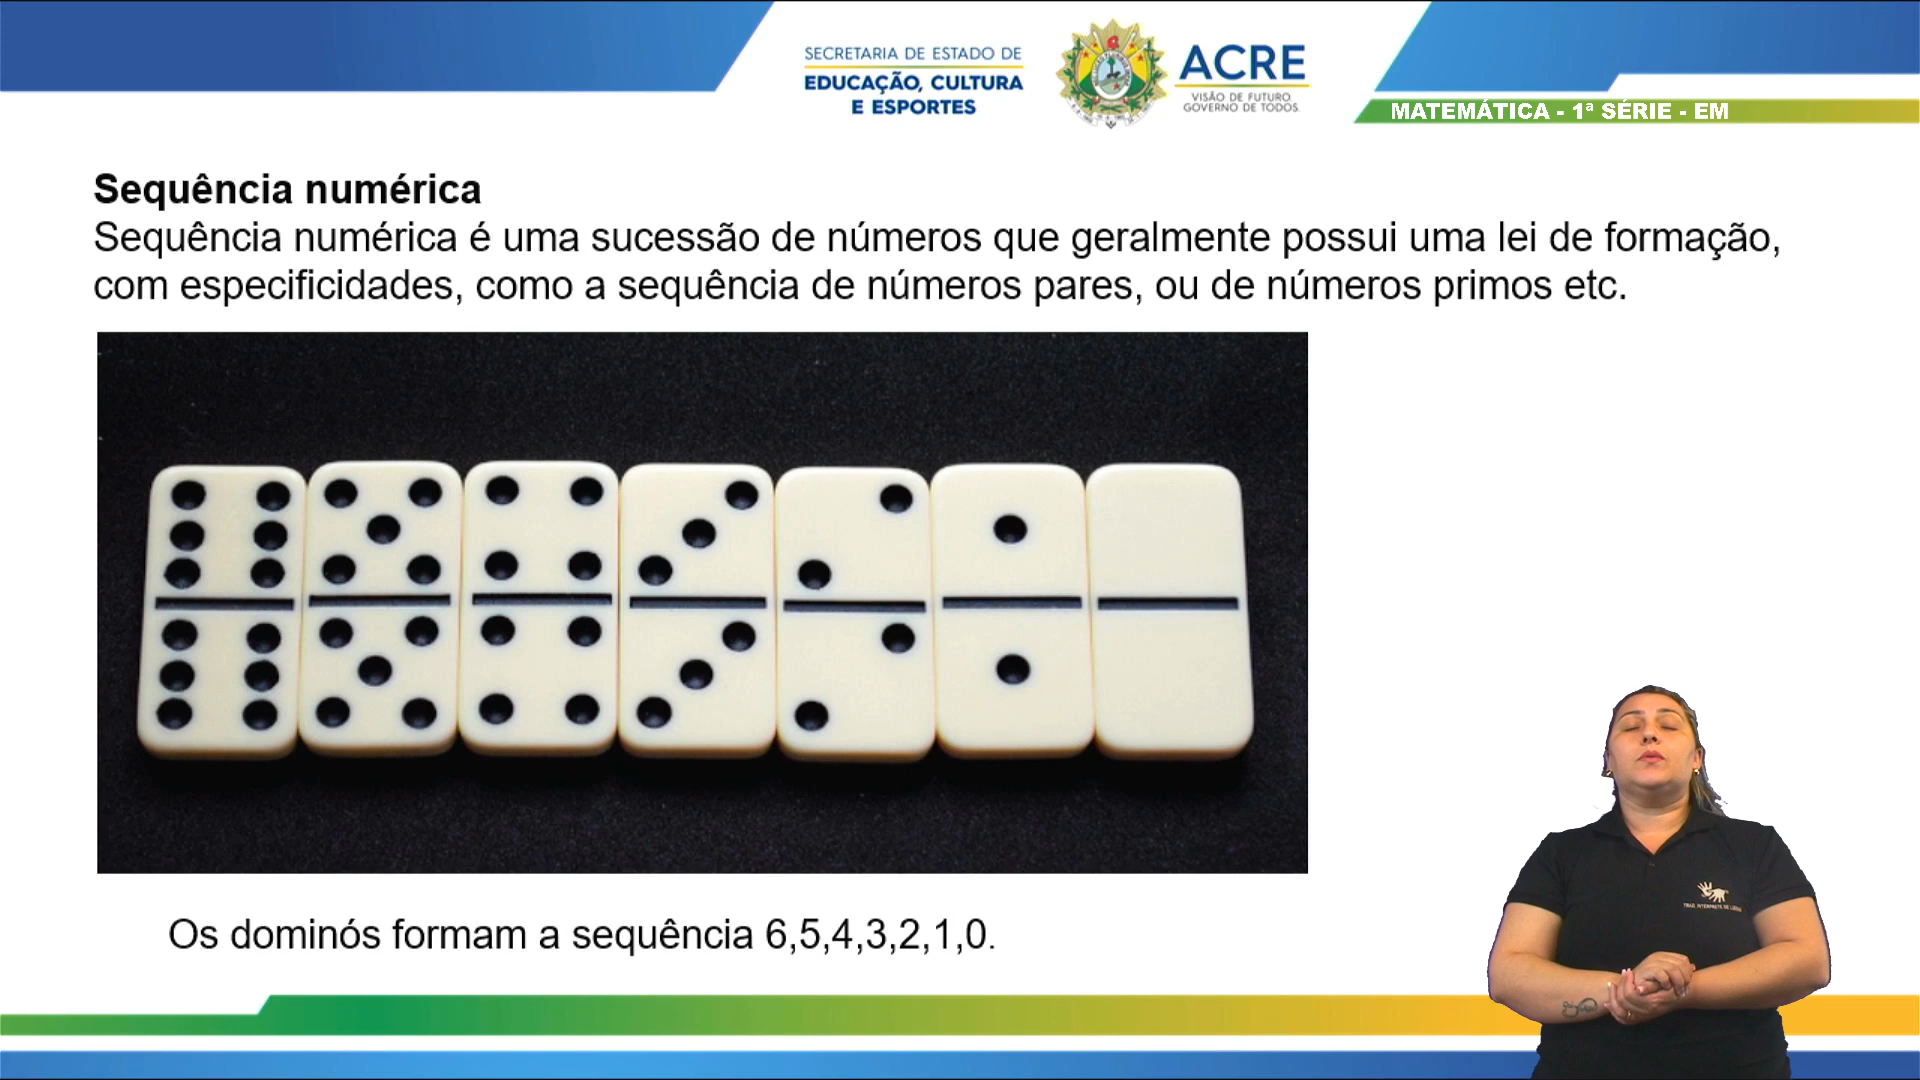 SECRETARIA DE ESTADO DE
EDUCAÇÃO, CULTURA
E ESPORTES
ACRE
VISÃO DE FUTURO.
GOVERNO DE TODOS.
MATEMÁTICA - 1ª SÉRIE - EM
Sequência numérica
Sequência numérica é uma sucessão de números que geralmente possui uma lei de formação,
com especificidades, como a sequência de números pares, ou de números primos etc.
Os dominós formam a sequência 6,5,4,3,2,1,0.